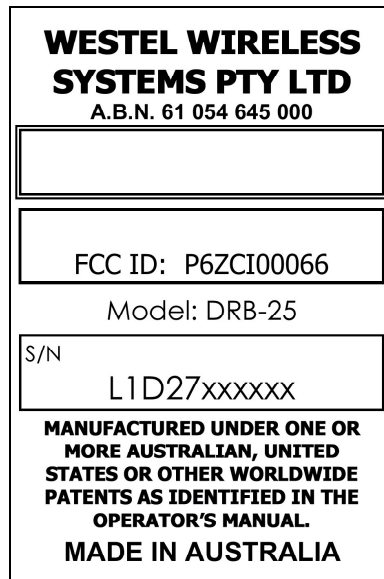 WESTEL WIRELESS
SYSTEMS PTY LTD
A.B.N. 61 054 645 000
FCC ID: P6ZCI00066
Model: DRB-25
S/N
L1D27xxxxxx
MANUFACTURED UNDER ONE OR
MORE AUSTRALIAN, UNITED
STATES OR OTHER WORLDWIDE
PATENTS AS IDENTIFIED IN THE
OPERATOR'S MANUAL.
MADE IN AUSTRALIA